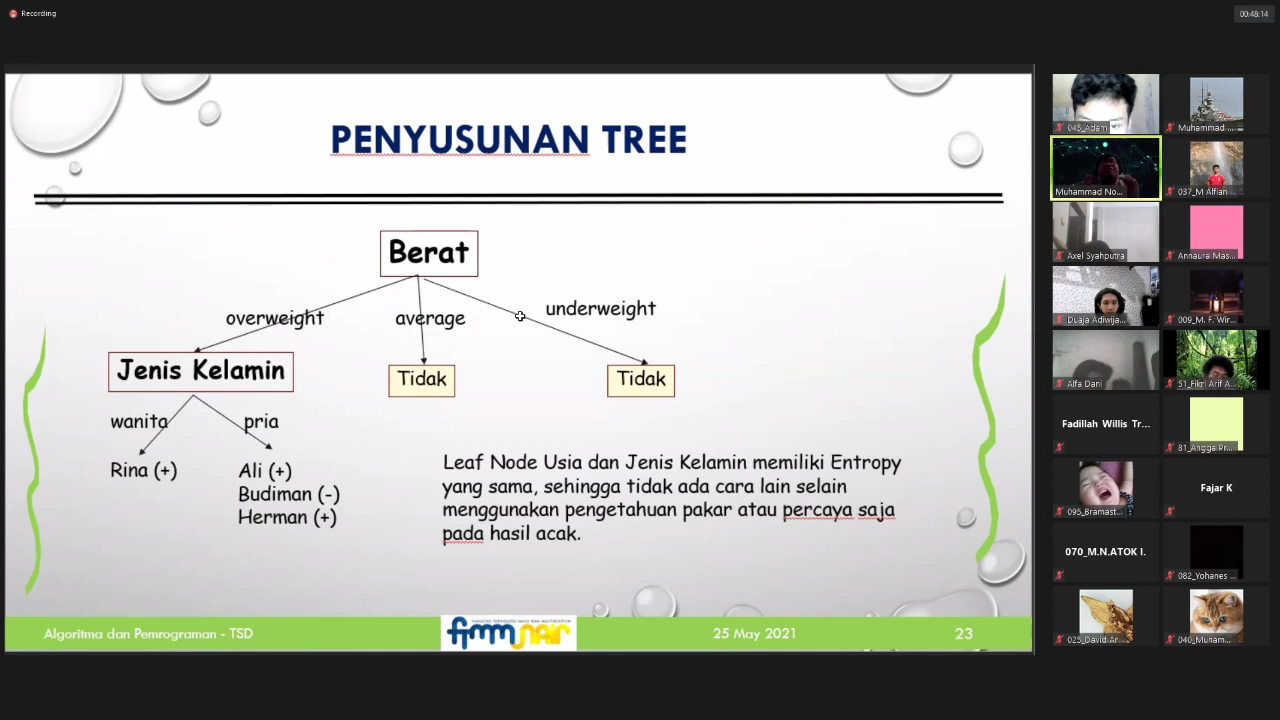 Recording
00:48:14
PENYUSUNAN TREE
Berat
overweight
average
underweight
Jenis Kelamin
Tidak
Tidak
wanita
pria
Rina (+)
Ali (+)
Budiman (-)
Herman (+)
Leaf Node Usia dan Jenis Kelamin memiliki Entropy
yang sama, sehingga tidak ada cara lain selain
menggunakan pengetahuan pakar atau percaya saja
pada hasil acak.
Algoritma dan Pemrograman - TSD
25 May 2021
23
045_Adam
Muhammad ...
Muhammad No...
037_M Alfian ...
Axel Syahputra
Annaura Mas...
Duaja Adiwija...
009_M. F. Wir...
Alfa Dani
51_Fikri Arif A...
Fadillah Willis Tr...
81_Angga Pr...
095_Bramast...
Fajar K
070_M.N.ATOK I.
082_Yohanes ...
025_David Ar...
040_Muham...